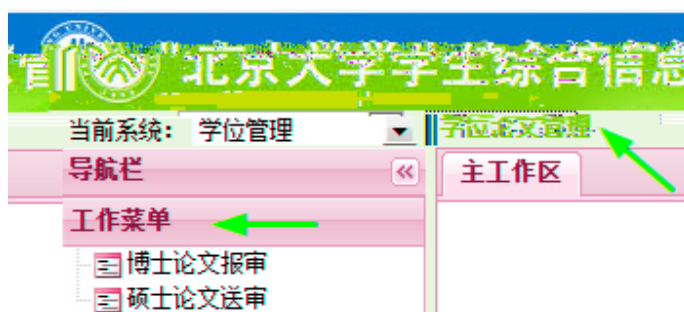 北京大学学生综合信息
当前系统: 学位管理 学位论文管理
导航栏 主工作区
工作菜单
博士论文报审
硕士论文送审